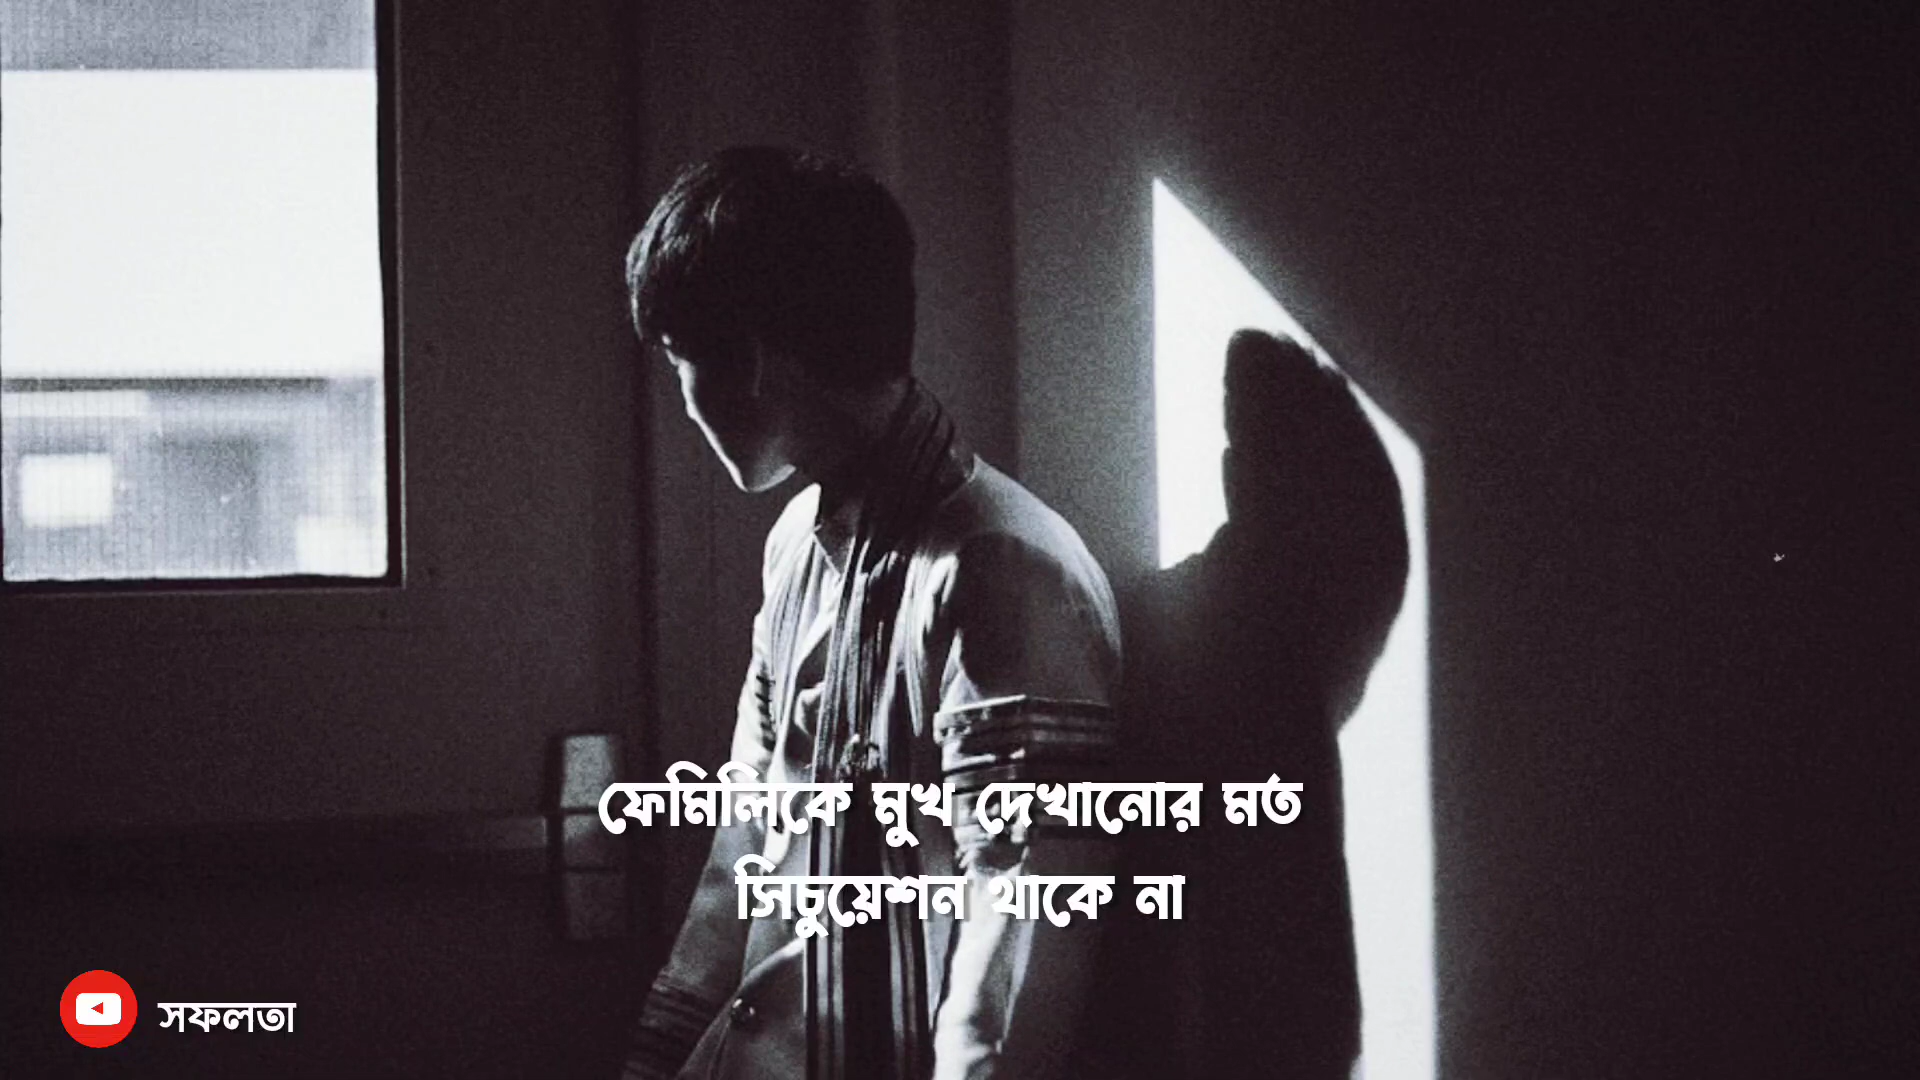 ফেমিলিকে মুখ দেখানোর মত
সিচুয়েশন থাকে না
সফলতা